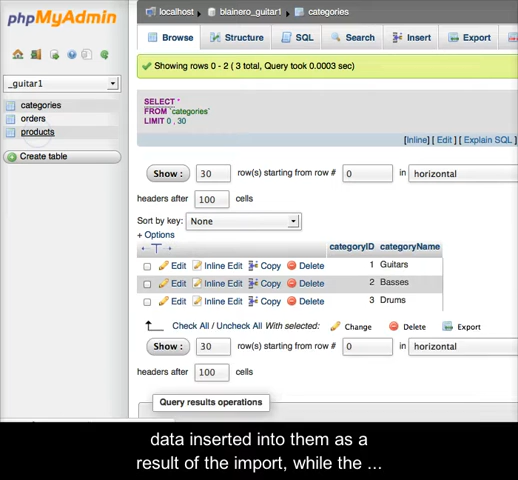 phpMyAdmin
localhost blainero_guitar1 categories
Browse Structure SQL Search Insert Export
_guitar1
categories
orders
products
Create table
Showing rows 0 - 2 ( 3 total, Query took 0.0003 sec)
SELECT *
FROM `categories`
LIMIT 0 , 30
[Inline] [ Edit ] [ Explain SQL ]
Show : 30 row(s) starting from row # 0 in horizontal
headers after 100 cells
Sort by key: None
+ Options
←T→ categoryID categoryName
Edit Inline Edit Copy Delete 1 Guitars
Edit Inline Edit Copy Delete 2 Basses
Edit Inline Edit Copy Delete 3 Drums
Check All / Uncheck All With selected: Change Delete Export
Show : 30 row(s) starting from row # 0 in horizontal
headers after 100 cells
Query results operations
data inserted into them as a
result of the import, while the ...